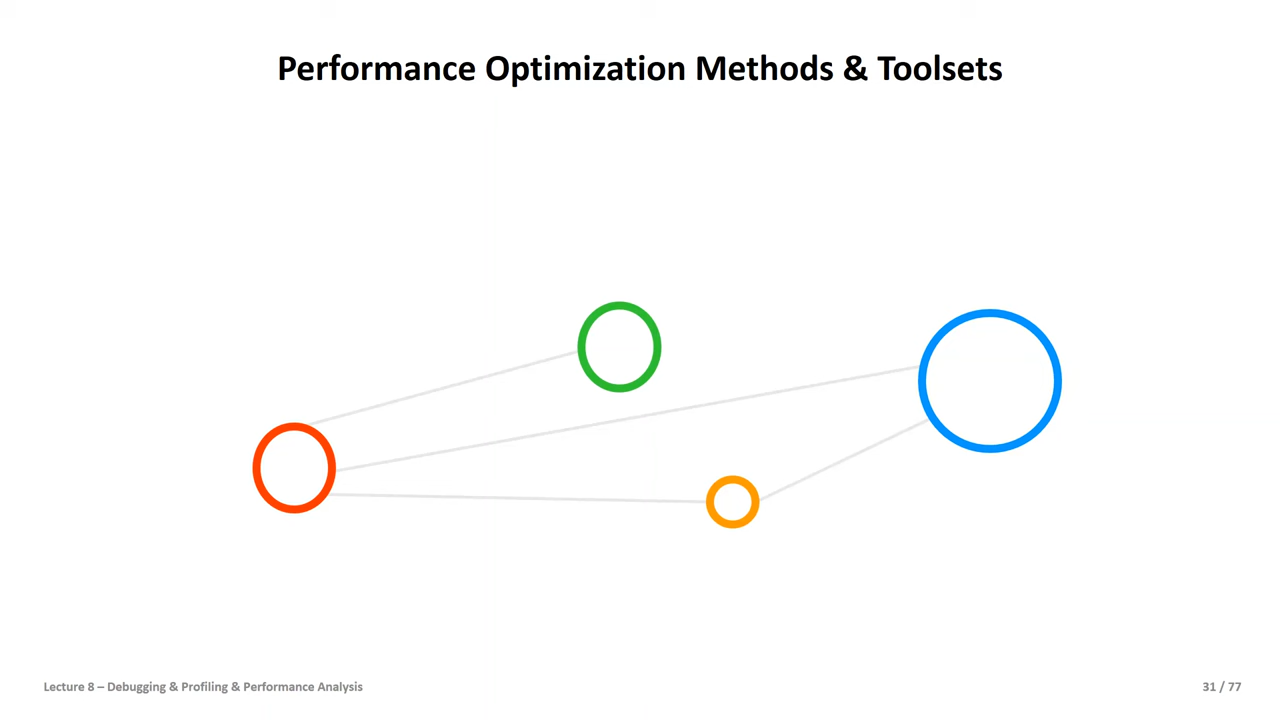 Performance Optimization Methods & Toolsets
Lecture 8 – Debugging & Profiling & Performance Analysis
31 / 77